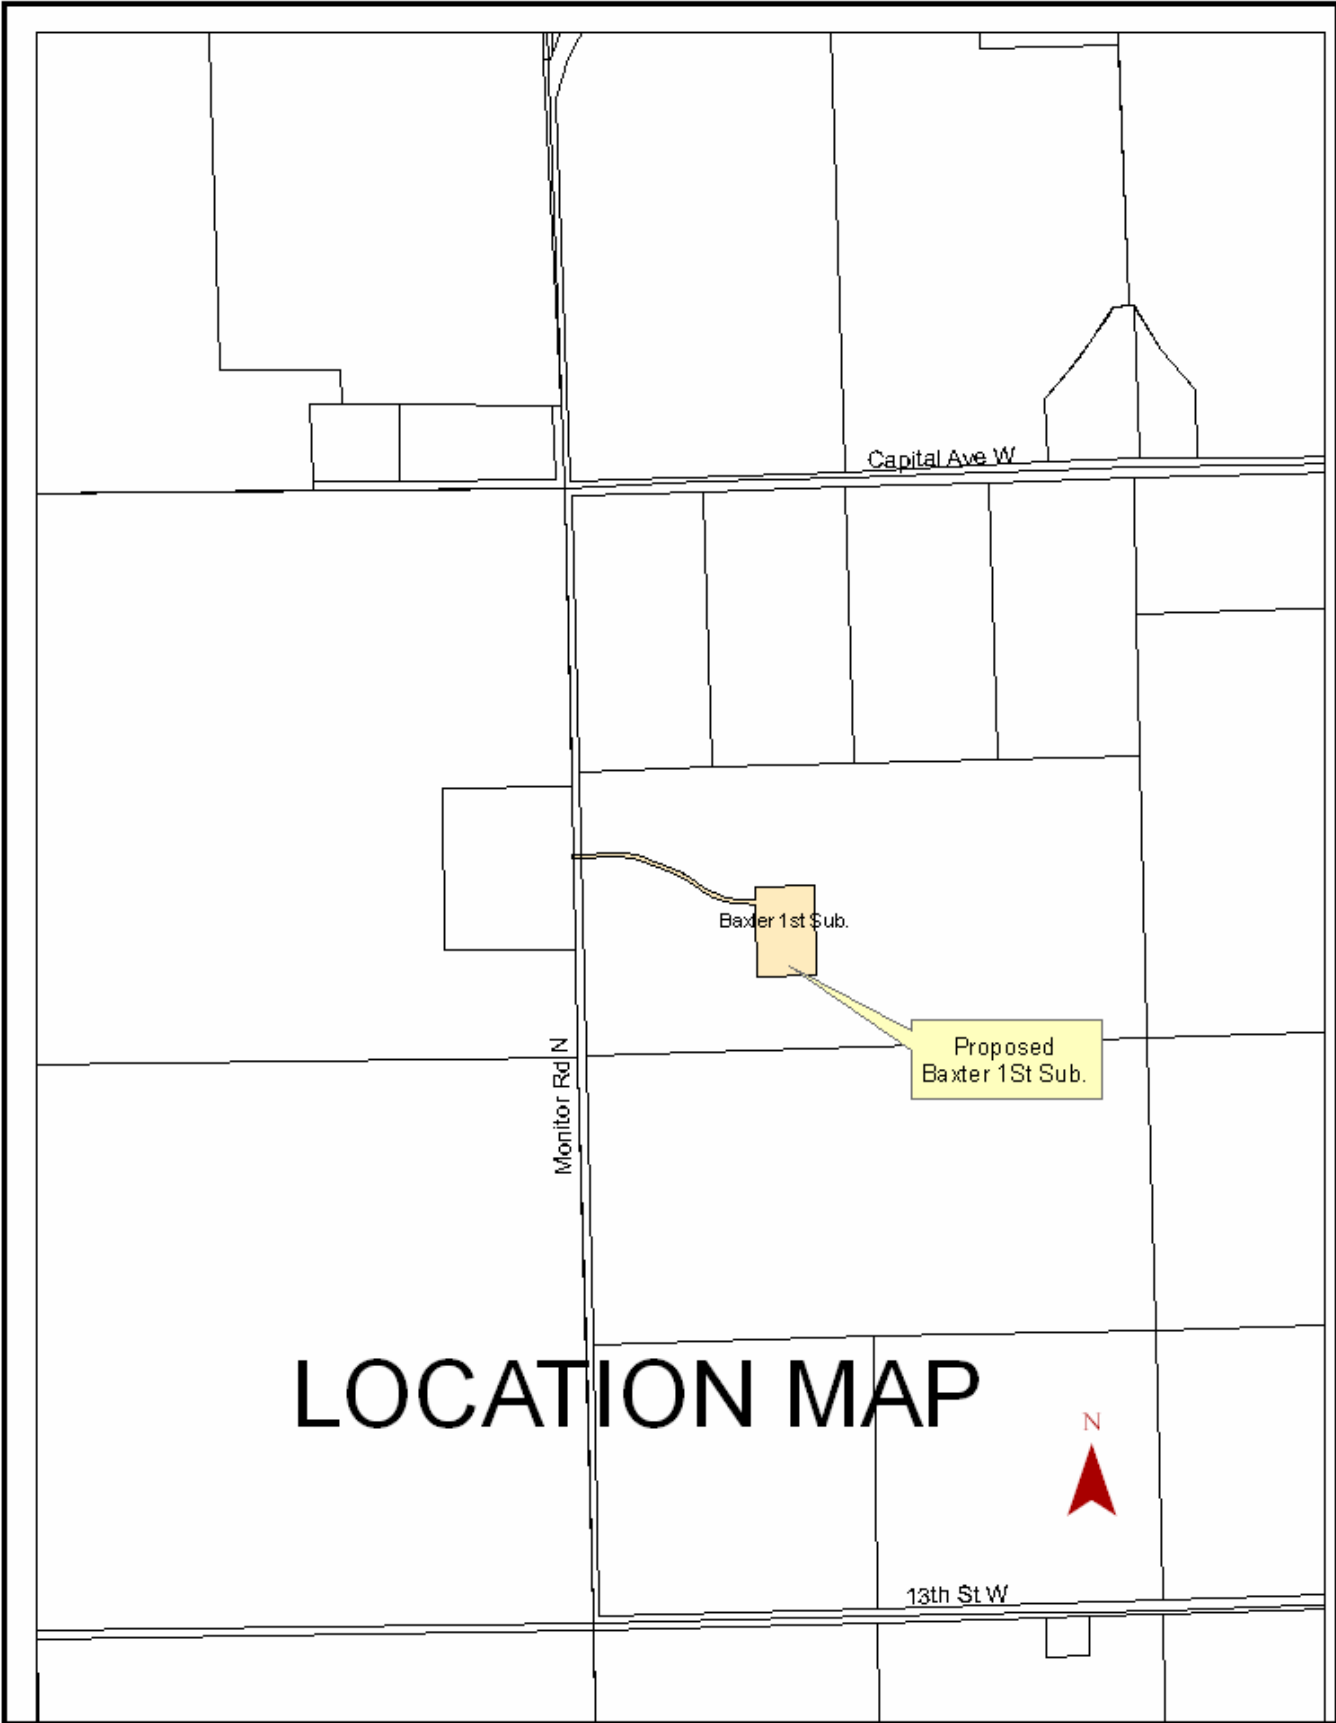 Capital Ave W
Baxter 1st Sub.
Proposed
Baxter 1St Sub.
Monitor Rd N
LOCATION MAP
N
13th St W